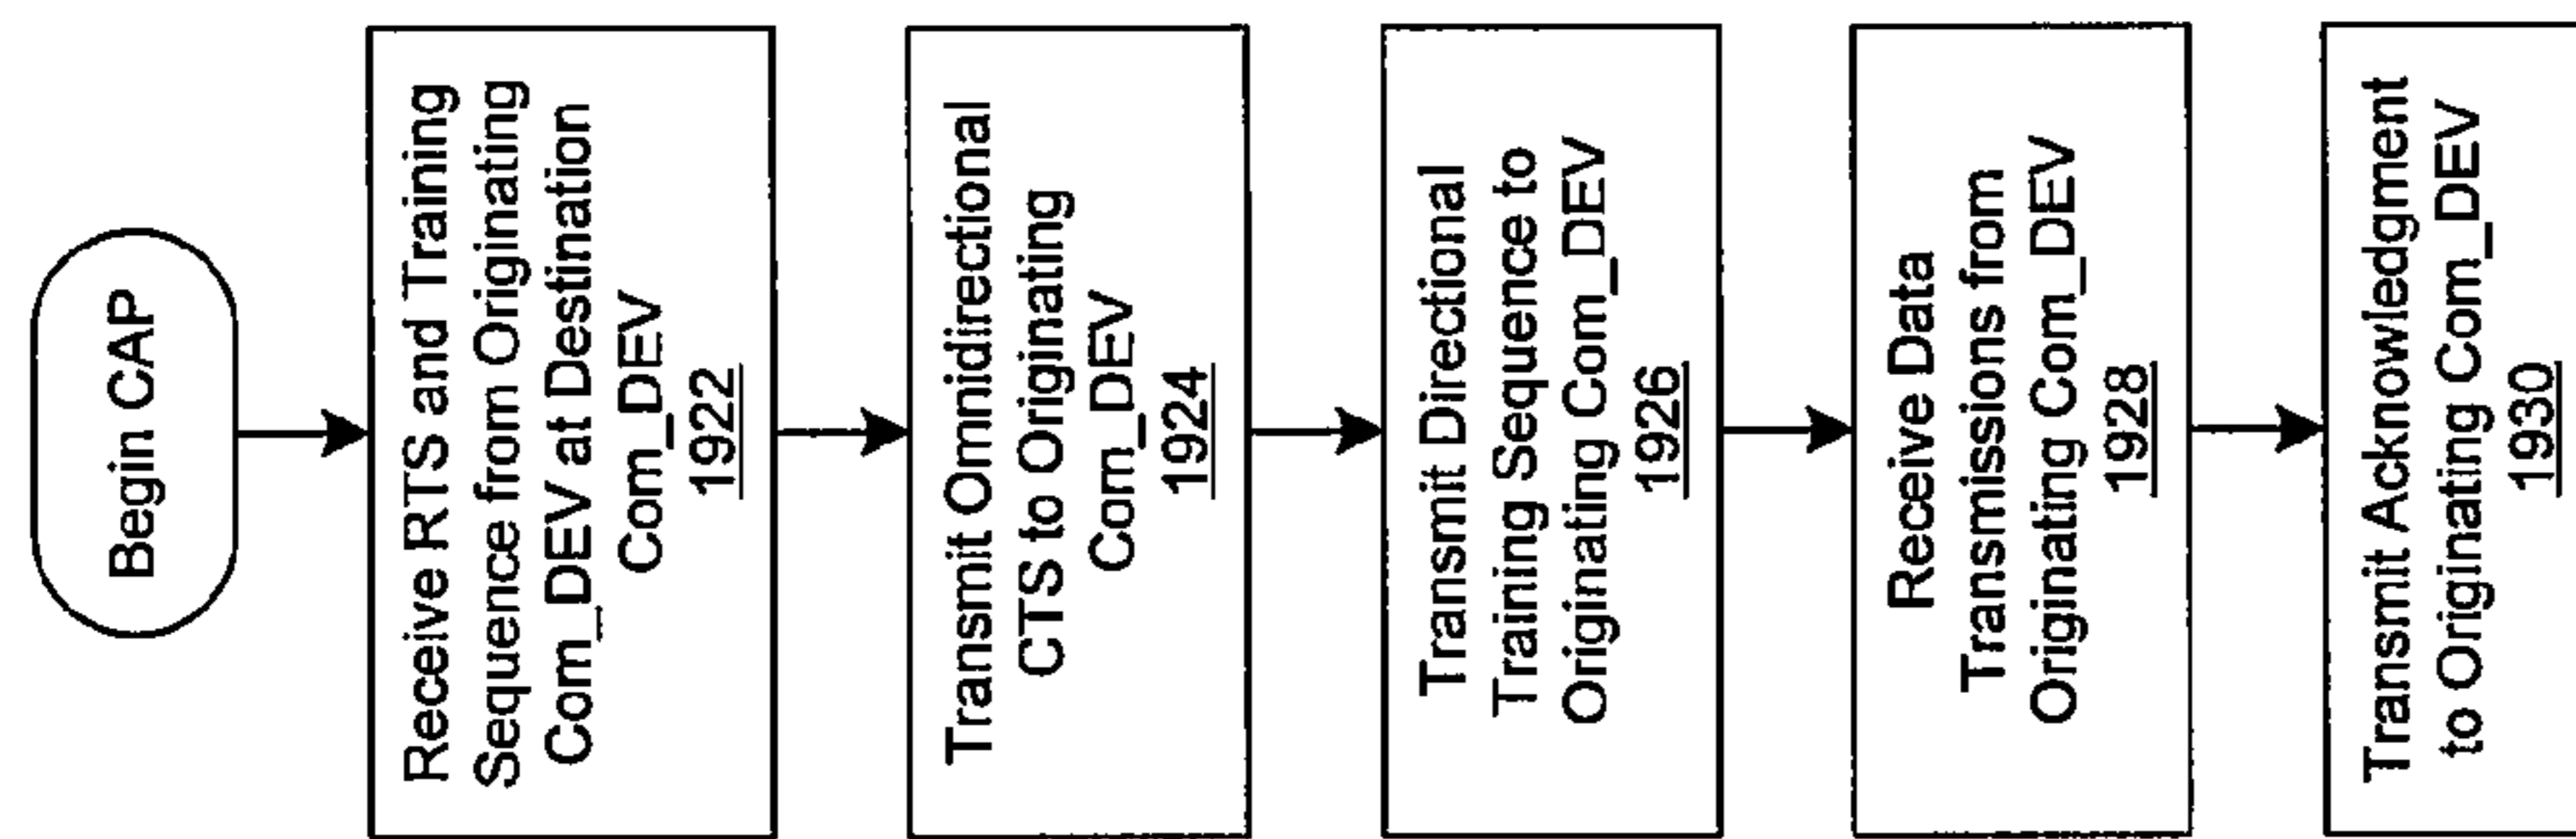 Begin CAP
Receive RTS and Training
Sequence from Originating
Com_DEV at Destination
Com_DEV
1922
Transmit Omnidirectional
CTS to Originating
Com_DEV
1924
Transmit Directional
Training Sequence to
Originating Com_DEV
1926
Receive Data
Transmissions from
Originating Com_DEV
1928
Transmit Acknowledgment
to Originating Com_DEV
1930